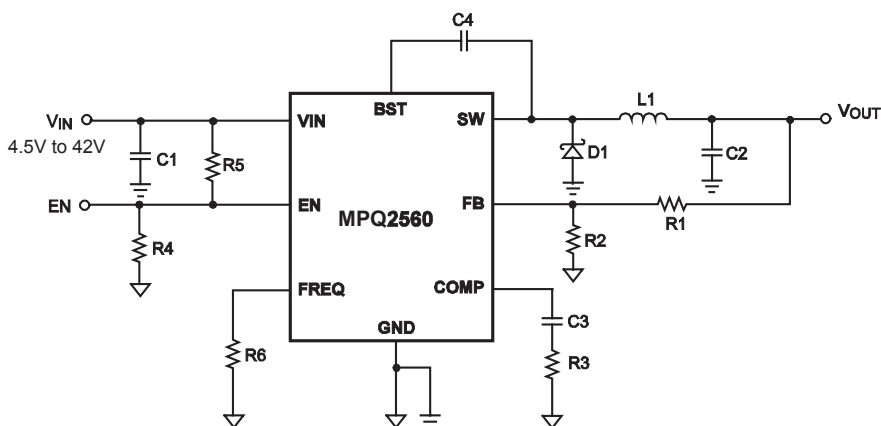 C4
BST
VIN
4.5V to 42V
C1
R5
VIN
SW
L1
VOUT
D1
C2
EN
EN
MPQ2560
FB
R1
R2
R4
FREQ
COMP
C3
GND
R6
R3